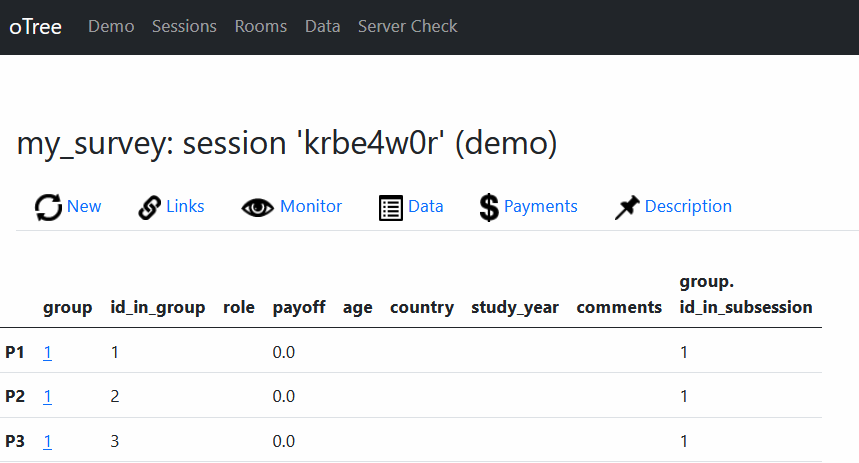 oTree Demo Sessions Rooms Data Server Check
my_survey: session 'krbe4w0r' (demo)
New Links Monitor Data Payments Description
group id_in_group role payoff age country study_year comments group. id_in_subsession
P1 1 1 0.0 1
P2 1 2 0.0 1
P3 1 3 0.0 1